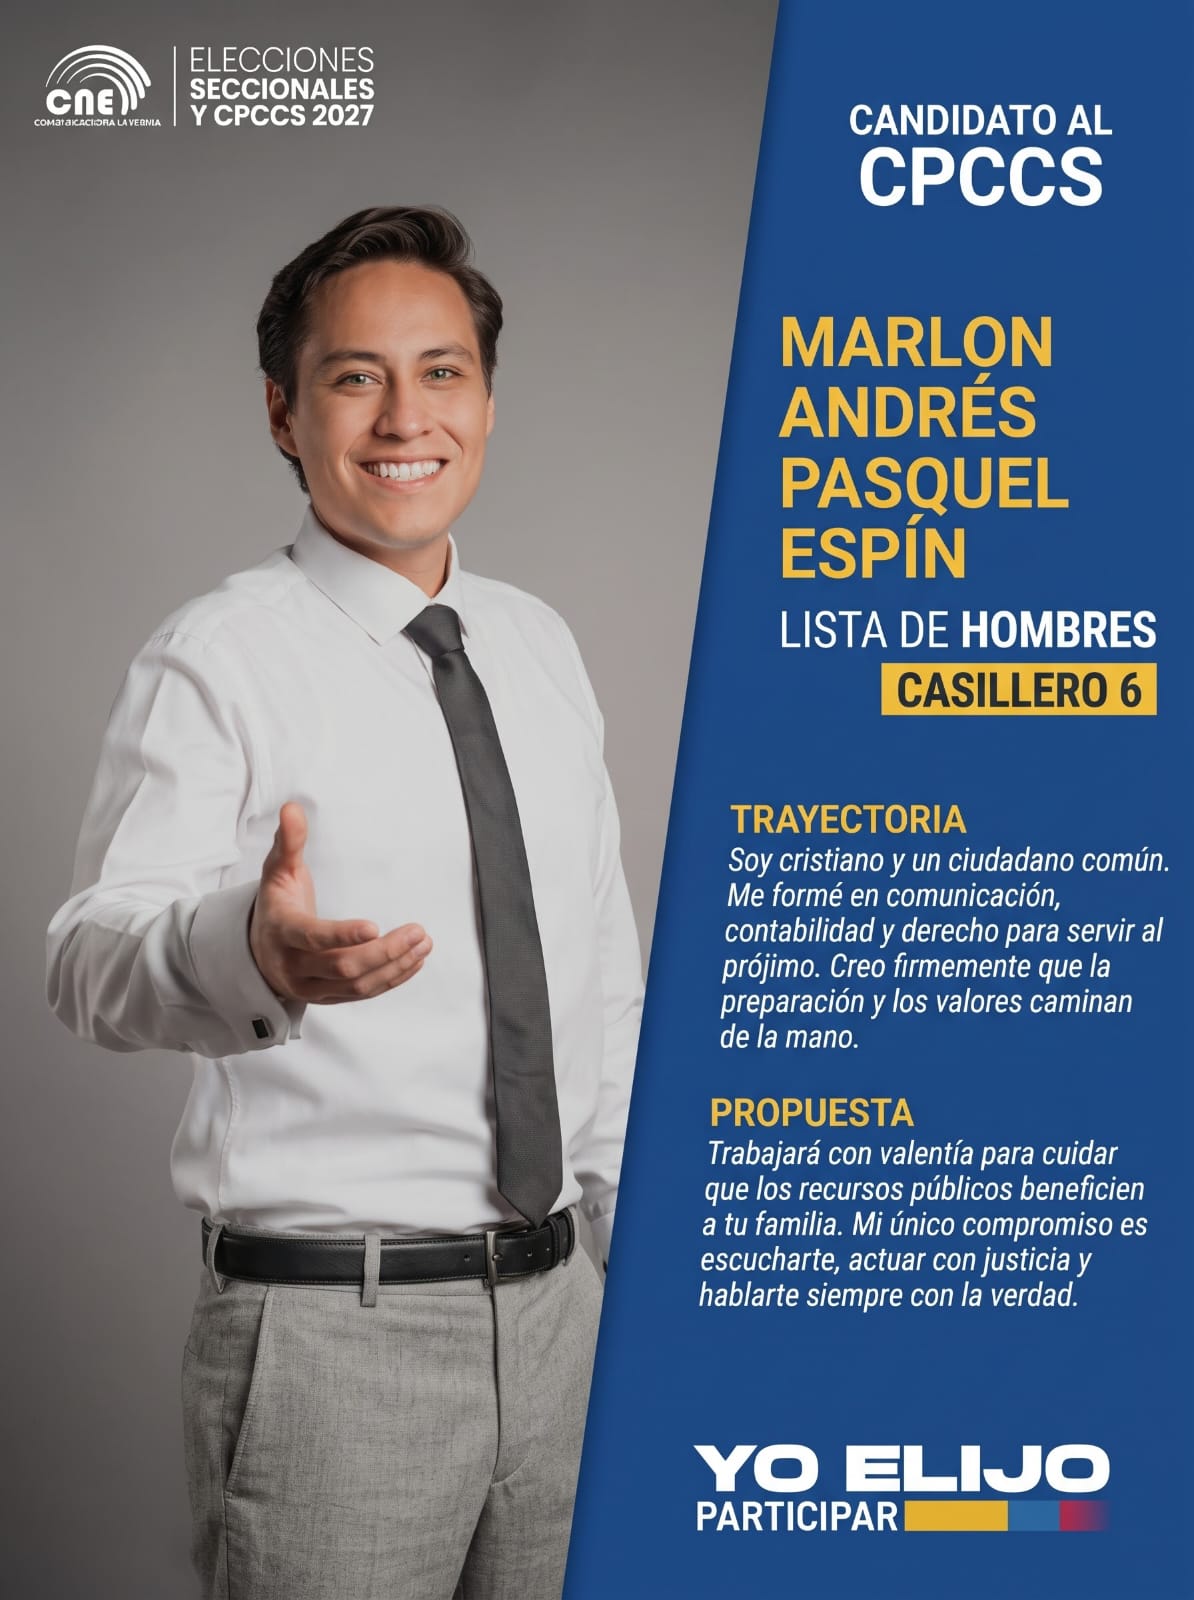 CNE
ELECCIONES
SECCIONALES
Y CPCCS 2027
CANDIDATO AL
CPCCS
MARLON
ANDRÉS
PASQUEL
ESPÍN
LISTA DE HOMBRES
CASILLERO 6
TRAYECTORIA
Soy cristiano y un ciudadano común.
Me formé en comunicación,
contabilidad y derecho para servir al
prójimo. Creo firmemente que la
preparación y los valores caminan
de la mano.
PROPUESTA
Trabajará con valentía para cuidar
que los recursos públicos beneficien
a tu familia. Mi único compromiso es
escucharte, actuar con justicia y
hablarte siempre con la verdad.
YO ELIJO
PARTICIPAR